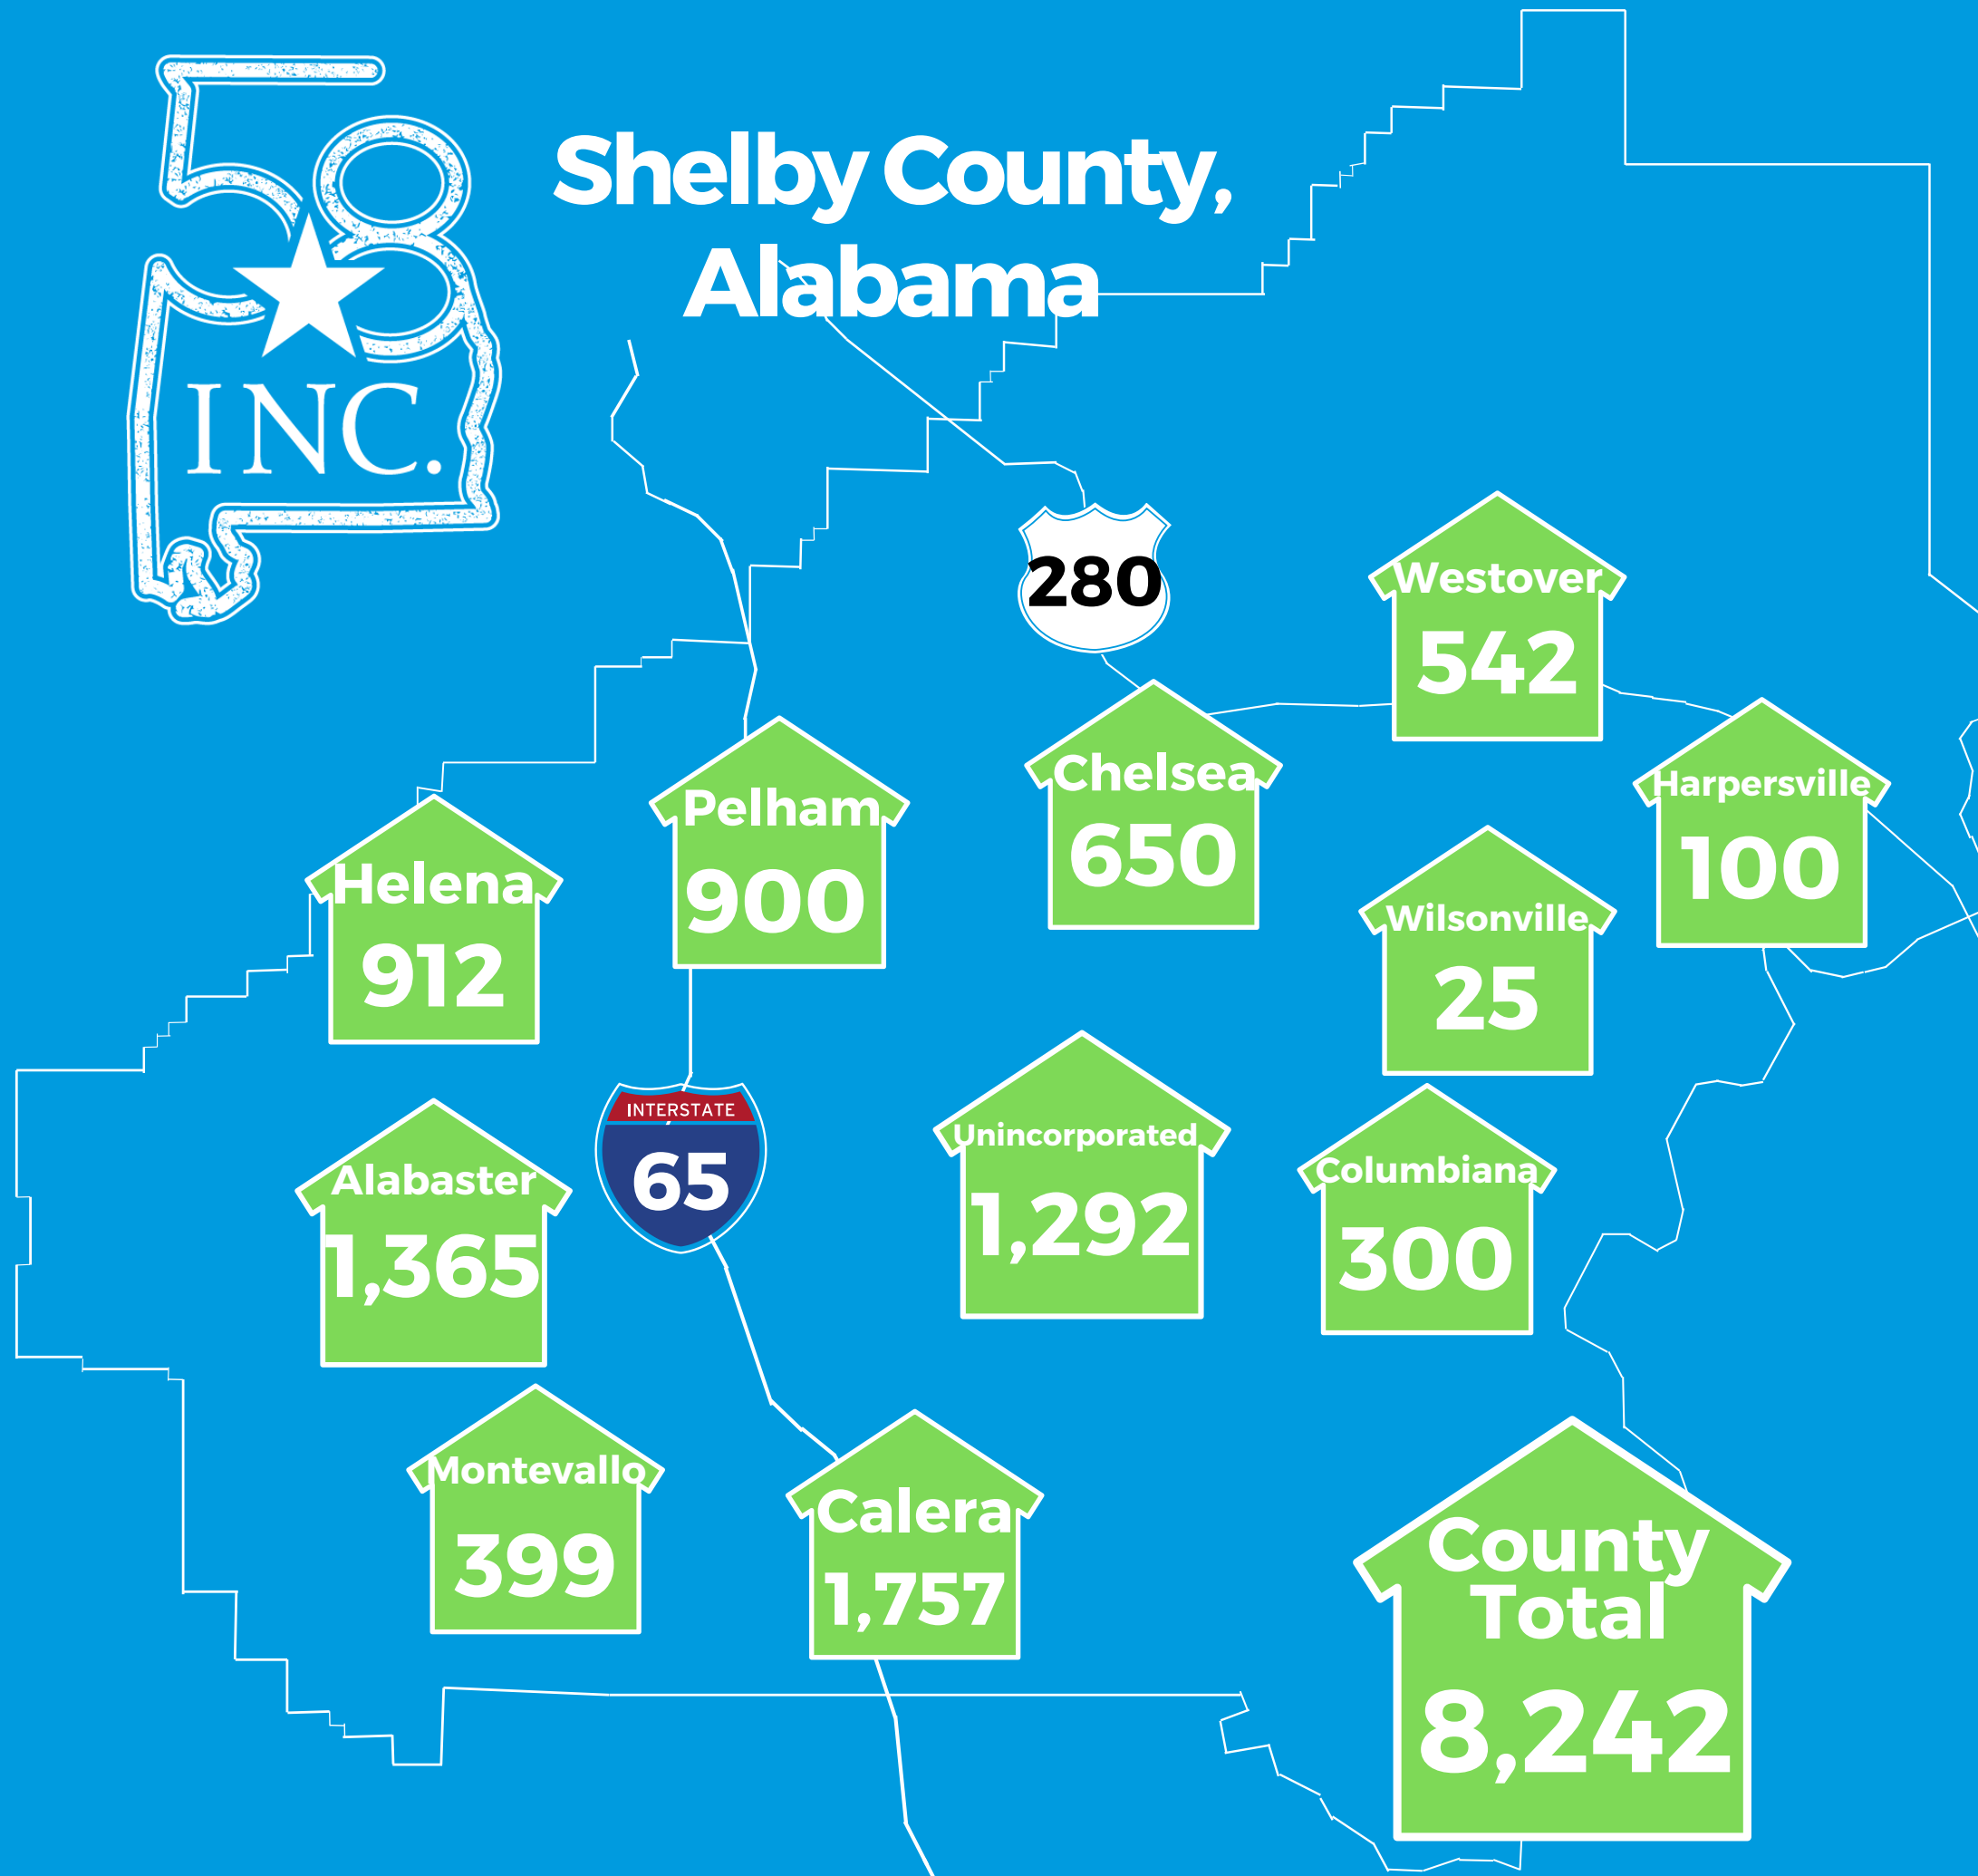 58
INC.
Shelby County,
Alabama
280
Westover
542
Chelsea
650
Harpersville
100
Pelham
900
Helena
912
Wilsonville
25
INTERSTATE
65
Unincorporated
1,292
Columbiana
300
Alabaster
1,365
Montevallo
399
Calera
1,757
County
Total
8,242